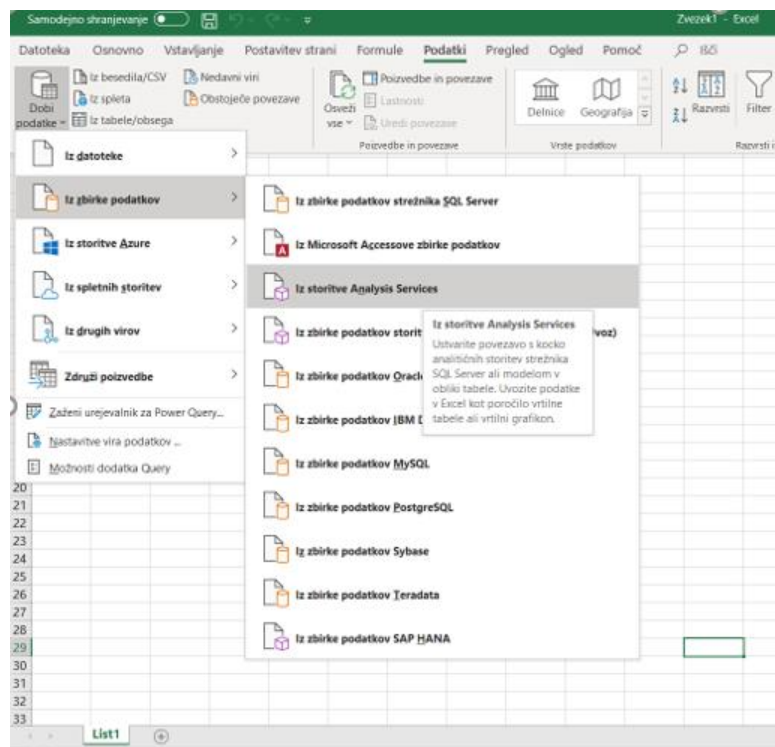 Samodejno shranjevanje
Zvezek1 - Excel
Datoteka Osnovno Vstavljanje Postavitev strani Formule Podatki Pregled Ogled Pomoč Išči
Dobi podatke
Iz besedila/CSV
Iz spleta
Iz tabele/obsega
Nedavni viri
Obstoječe povezave
Osveži vse
Poizvedbe in povezave
Lastnosti
Uredi povezave
Poizvedbe in povezave
Delnice
Geografija
Vrste podatkov
Razvrsti
Filter
Razvrsti i
Iz datoteke
Iz zbirke podatkov
Iz storitve Azure
Iz spletnih storitev
Iz drugih virov
Združi poizvedbe
Zaženi urejevalnik za Power Query...
Nastavitve vira podatkov ...
Možnosti dodatka Query
Iz zbirke podatkov strežnika SQL Server
Iz Microsoft Accessove zbirke podatkov
Iz storitve Analysis Services
Iz zbirke podatkov storit
voz)
Iz zbirke podatkov Oracl
Iz zbirke podatkov IBM D
Iz zbirke podatkov MySQL
Iz zbirke podatkov PostgreSQL
Iz zbirke podatkov Sybase
Iz zbirke podatkov Teradata
Iz zbirke podatkov SAP HANA
Iz storitve Analysis Services
Ustvarite povezavo s kocko
analitičnih storitev strežnika
SQL Server ali modelom v
obliki tabele. Uvozite podatke
v Excel kot poročilo vrtilne
tabele ali vrtilni grafikon.
20
21
22
23
24
25
26
27
28
29
30
31
32
33
List1